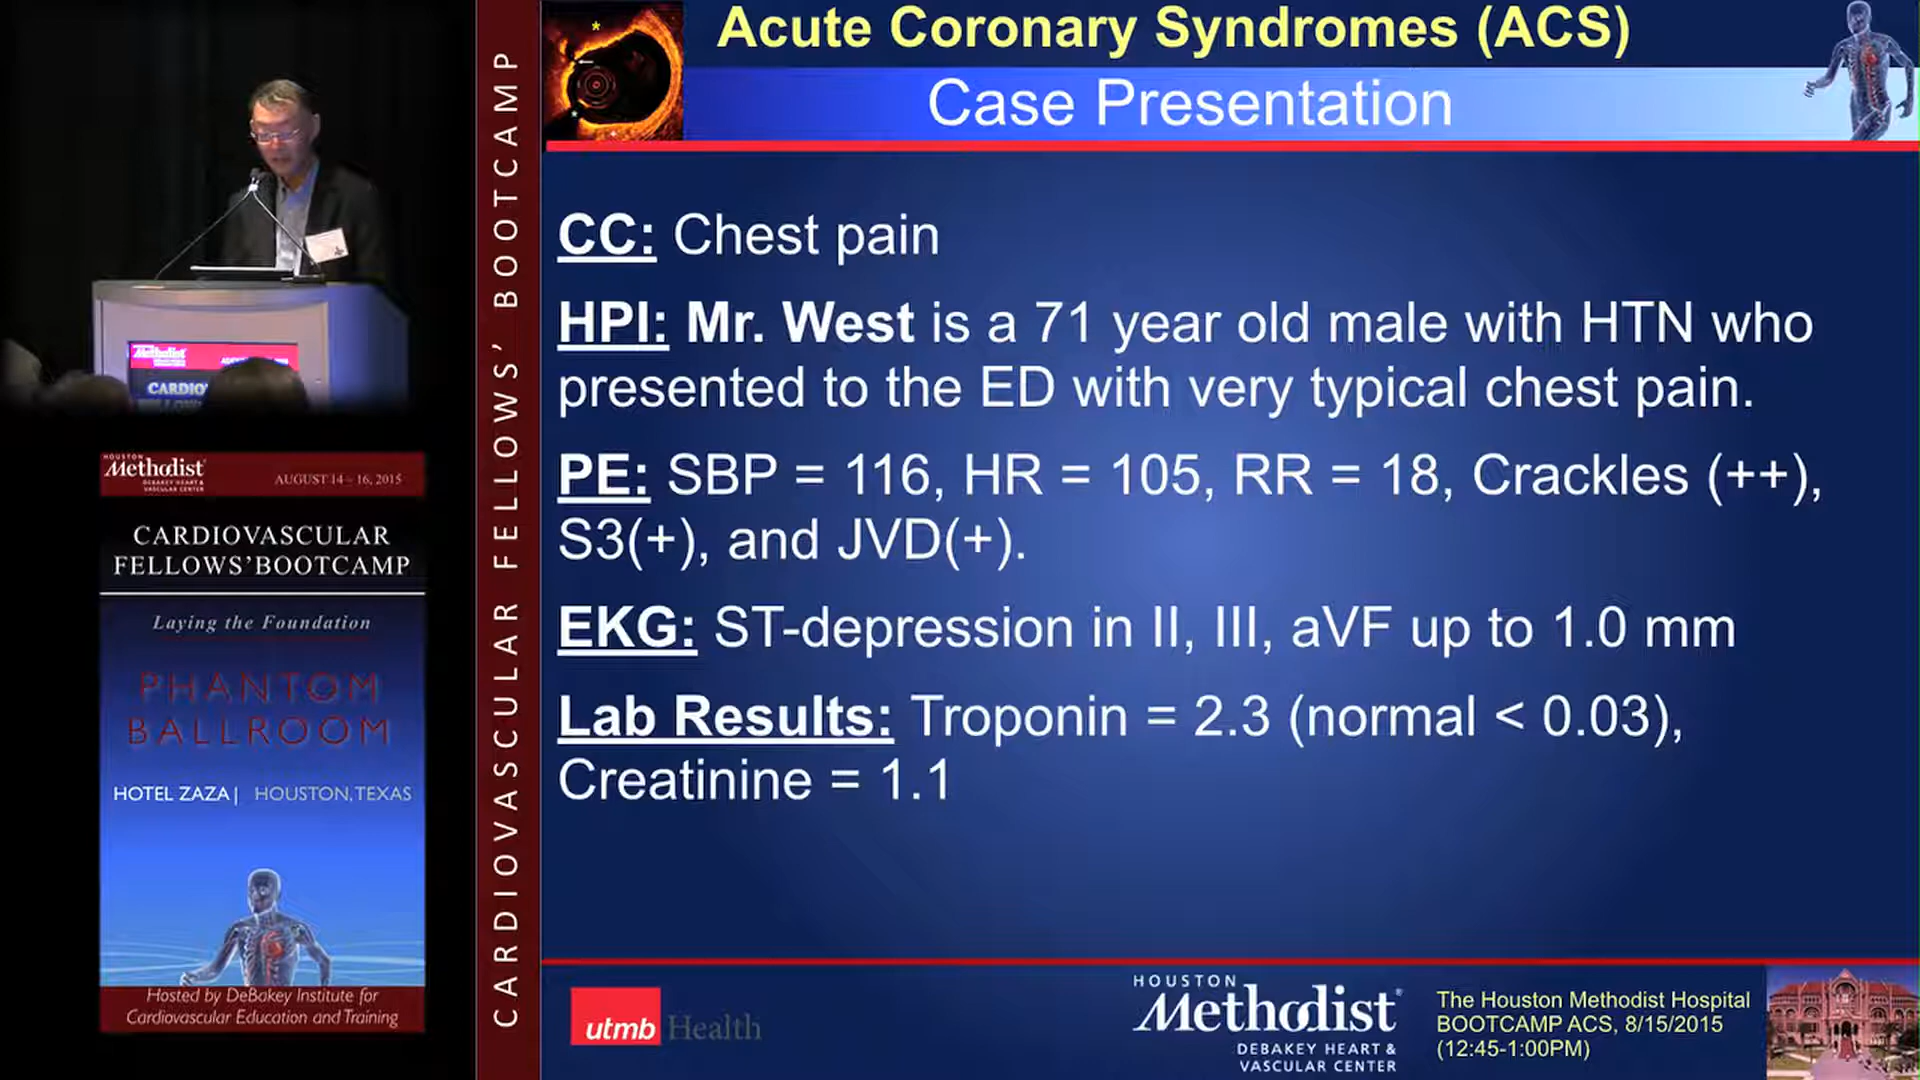 Acute Coronary Syndromes (ACS)
Case Presentation
CC: Chest pain
HPI: Mr. West is a 71 year old male with HTN who
presented to the ED with very typical chest pain.
PE: SBP = 116, HR = 105, RR = 18, Crackles (++),
S3(+), and JVD(+).
EKG: ST-depression in II, III, aVF up to 1.0 mm
Lab Results: Troponin = 2.3 (normal < 0.03),
Creatinine = 1.1
utmb Health
HOUSTON
Methodist
DEBAKEY HEART &
VASCULAR CENTER
The Houston Methodist Hospital
BOOTCAMP ACS, 8/15/2015
(12:45-1:00PM)
CARDIOVASCULAR FELLOWS’ BOOTCAMP
Methodist
CARDIO
HOUSTON
Methodist
DEBAKEY HEART &
VASCULAR CENTER
AUGUST 14 – 16, 2015
CARDIOVASCULAR
FELLOWS’BOOTCAMP
Laying the Foundation
PHANTOM
BALLROOM
HOTEL ZAZA | HOUSTON, TEXAS
Hosted by DeBakey Institute for
Cardiovascular Education and Training